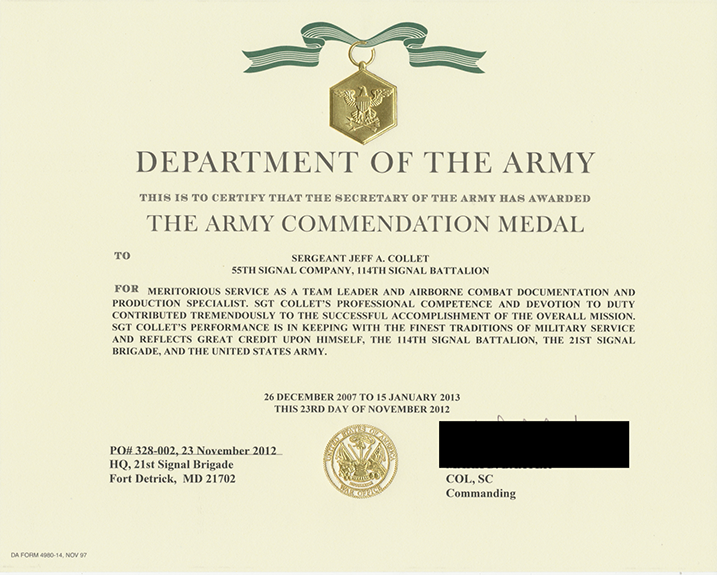 DEPARTMENT OF THE ARMY
THIS IS TO CERTIFY THAT THE SECRETARY OF THE ARMY HAS AWARDED
THE ARMY COMMENDATION MEDAL
TO
SERGEANT JEFF A. COLLET
55TH SIGNAL COMPANY, 114TH SIGNAL BATTALION
FOR MERITORIOUS SERVICE AS A TEAM LEADER AND AIRBORNE COMBAT DOCUMENTATION AND
PRODUCTION SPECIALIST. SGT COLLET'S PROFESSIONAL COMPETENCE AND DEVOTION TO DUTY
CONTRIBUTED TREMENDOUSLY TO THE SUCCESSFUL ACCOMPLISHMENT OF THE OVERALL MISSION.
SGT COLLET'S PERFORMANCE IS IN KEEPING WITH THE FINEST TRADITIONS OF MILITARY SERVICE
AND REFLECTS GREAT CREDIT UPON HIMSELF, THE 114TH SIGNAL BATTALION, THE 21ST SIGNAL
BRIGADE, AND THE UNITED STATES ARMY.
26 DECEMBER 2007 TO 15 JANUARY 2013
THIS 23RD DAY OF NOVEMBER 2012
PO# 328-002, 23 November 2012
HQ, 21st Signal Brigade
Fort Detrick, MD 21702
UNITED STATES OF AMERICA
WAR OFFICE
COL, SC
Commanding
DA FORM 4980-14, NOV 97